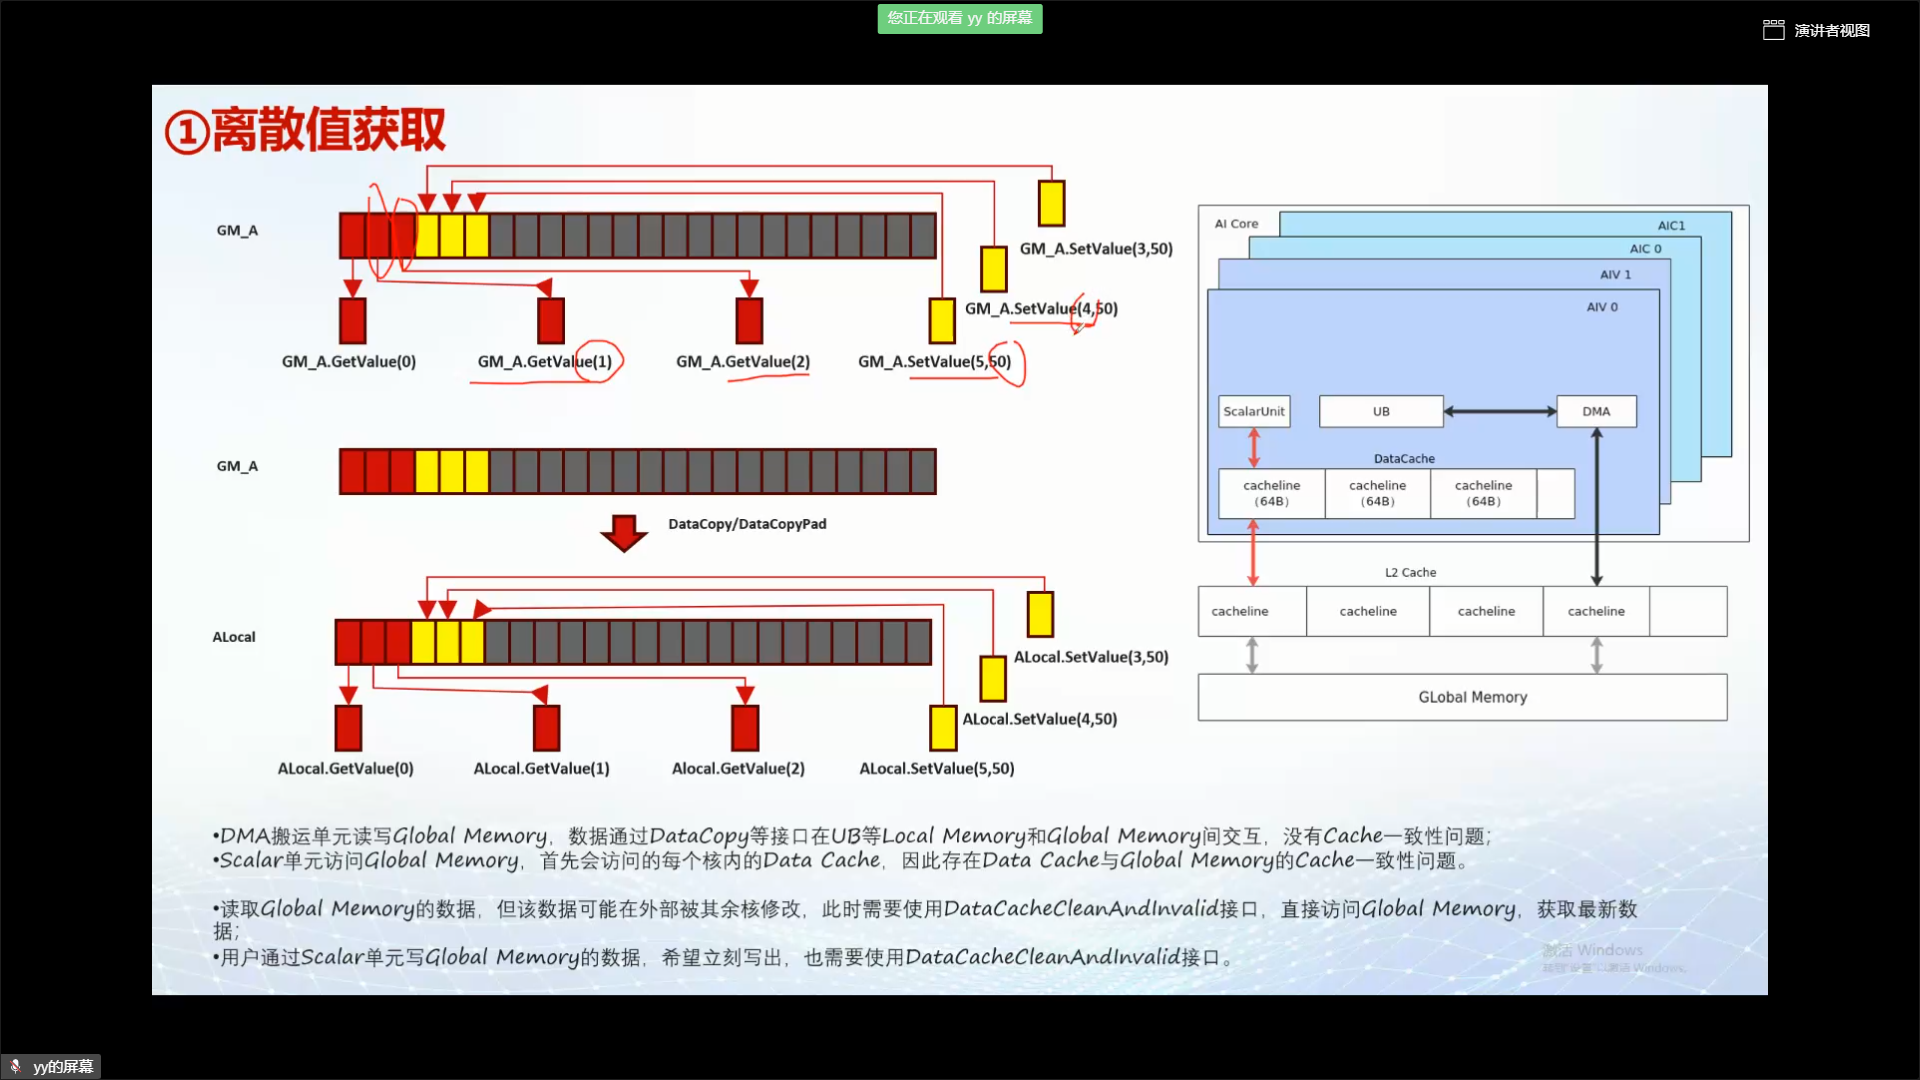 您正在观看 yy 的屏幕
演讲者视图
①离散值获取
GM_A
GM_A.SetValue(3,50)
GM_A.SetValue(4,50)
GM_A.GetValue(0)
GM_A.GetValue(1)
GM_A.GetValue(2)
GM_A.SetValue(5,50)
GM_A
DataCopy/DataCopyPad
ALocal
ALocal.SetValue(3,50)
ALocal.SetValue(4,50)
ALocal.GetValue(0)
ALocal.GetValue(1)
Alocal.GetValue(2)
ALocal.SetValue(5,50)
AI Core
AIC1
AIC 0
AIV 1
AIV 0
ScalarUnit
UB
DMA
DataCache
cacheline
(64B)
cacheline
(64B)
cacheline
(64B)
L2 Cache
cacheline
cacheline
cacheline
cacheline
GLobal Memory
•DMA搬运单元读写Global Memory，数据通过DataCopy等接口在UB等Local Memory和Global Memory间交互，没有Cache一致性问题；
•Scalar单元访问Global Memory，首先会访问的每个核内的Data Cache，因此存在Data Cache与Global Memory的Cache一致性问题。
•读取Global Memory的数据，但该数据可能在外部被其余核修改，此时需要使用DataCacheCleanAndInvalid接口，直接访问Global Memory，获取最新数
据；
•用户通过Scalar单元写Global Memory的数据，希望立刻写出，也需要使用DataCacheCleanAndInvalid接口。
激活 Windows
yy的屏幕